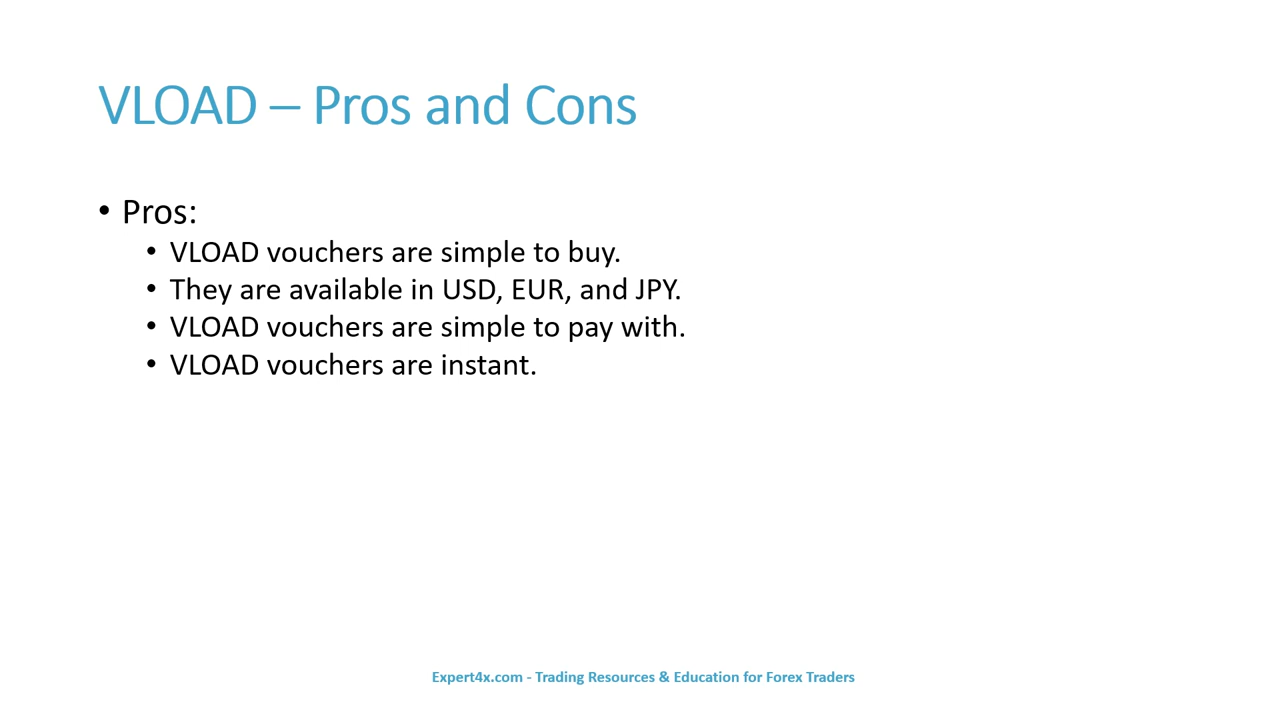 VLOAD – Pros and Cons
• Pros:
• VLOAD vouchers are simple to buy.
• They are available in USD, EUR, and JPY.
• VLOAD vouchers are simple to pay with.
• VLOAD vouchers are instant.
Expert4x.com - Trading Resources & Education for Forex Traders